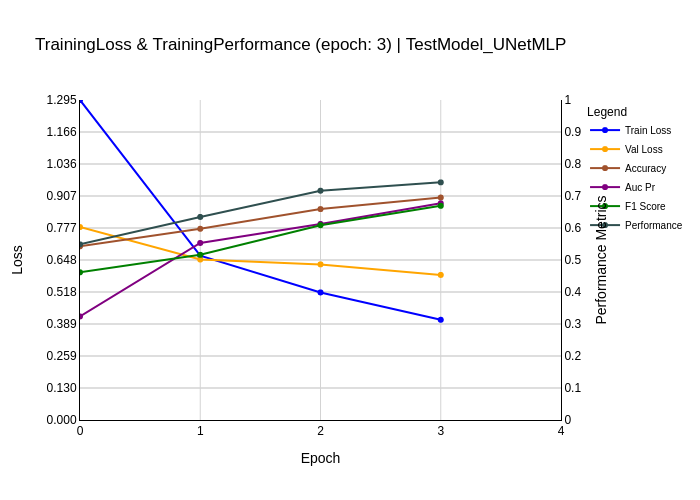 TrainingLoss & TrainingPerformance (epoch: 3) | TestModel_UNetMLP
1.295
1.166
1.036
0.907
0.777
0.648
0.518
0.389
0.259
0.130
0.000
Loss
0
1
2
3
4
Epoch
1
0.9
0.8
0.7
0.6
0.5
0.4
0.3
0.2
0.1
0
Performance Metrics
Legend
Train Loss
Val Loss
Accuracy
Auc Pr
F1 Score
Performance